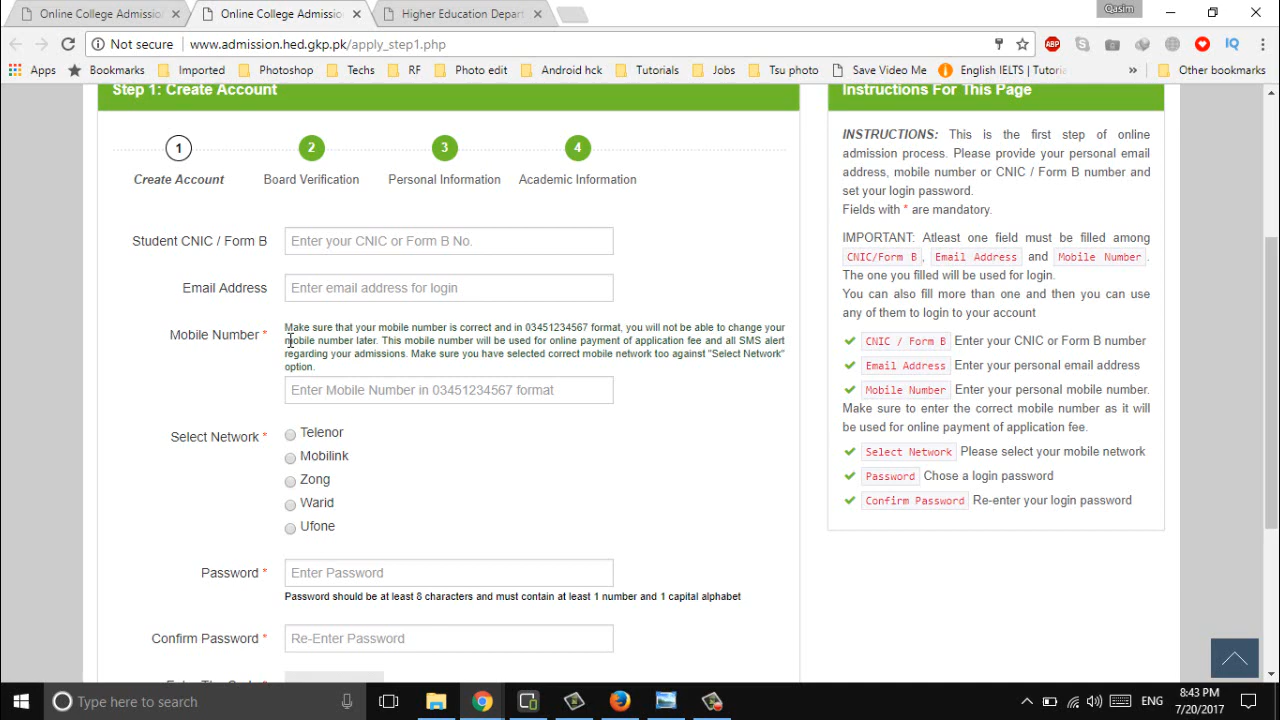 Online College Admissio
Online College Admissio
Higher Education Depar
Qasim
Not secure
www.admission.hed.gkp.pk/apply_step1.php
ABP
IQ
Apps
Bookmarks
Imported
Photoshop
Techs
RF
Photo edit
Android hck
Tutorials
Jobs
Tsu photo
Save Video Me
English IELTS | Tutoria
»
Other bookmarks
Step 1: Create Account
1
2
3
4
Create Account
Board Verification
Personal Information
Academic Information
Student CNIC / Form B
Enter your CNIC or Form B No.
Email Address
Enter email address for login
Mobile Number *
Make sure that your mobile number is correct and in 03451234567 format, you will not be able to change your
mobile number later. This mobile number will be used for online payment of application fee and all SMS alert
regarding your admissions. Make sure you have selected correct mobile network too against "Select Network"
option.
Enter Mobile Number in 03451234567 format
Select Network *
Telenor
Mobilink
Zong
Warid
Ufone
Password *
Enter Password
Password should be at least 8 characters and must contain at least 1 number and 1 capital alphabet
Confirm Password *
Re-Enter Password
Instructions For This Page
INSTRUCTIONS: This is the first step of online
admission process. Please provide your personal email
address, mobile number or CNIC / Form B number and
set your login password.
Fields with * are mandatory.
IMPORTANT: Atleast one field must be filled among
CNIC/Form B, Email Address and Mobile Number.
The one you filled will be used for login.
You can also fill more than one and then you can use
any of them to login to your account
CNIC / Form B Enter your CNIC or Form B number
Email Address Enter your personal email address
Mobile Number Enter your personal mobile number.
Make sure to enter the correct mobile number as it will
be used for online payment of application fee.
Select Network Please select your mobile network
Password Chose a login password
Confirm Password Re-enter your login password
Type here to search
ENG
8:43 PM
7/20/2017